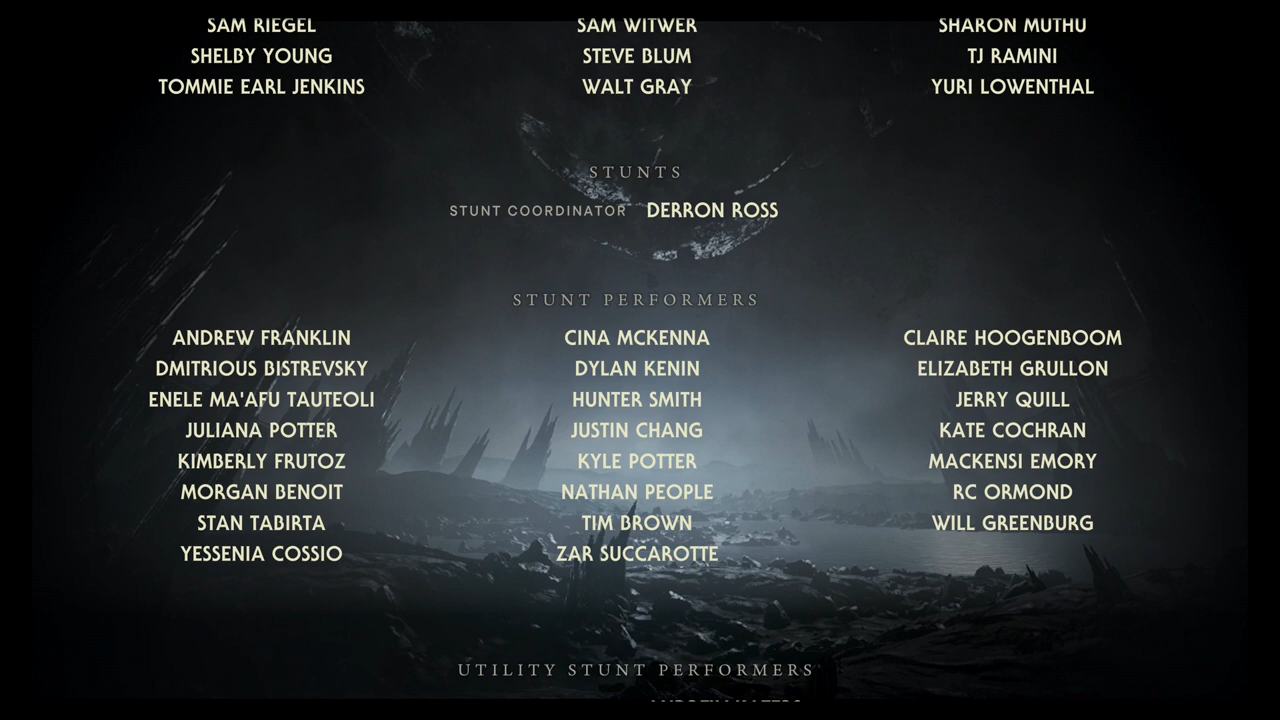 SAM RIEGEL SAM WITWER SHARON MUTHU
SHELBY YOUNG STEVE BLUM TJ RAMINI
TOMMIE EARL JENKINS WALT GRAY YURI LOWENTHAL
STUNTS
STUNT COORDINATOR DERRON ROSS
STUNT PERFORMERS
ANDREW FRANKLIN CINA MCKENNA CLAIRE HOOGENBOOM
DMITRIOUS BISTREVSKY DYLAN KENIN ELIZABETH GRULLON
ENELE MA'AFU TAUTEOLI HUNTER SMITH JERRY QUILL
JULIANA POTTER JUSTIN CHANG KATE COCHRAN
KIMBERLY FRUTOZ KYLE POTTER MACKENSI EMORY
MORGAN BENOIT NATHAN PEOPLE RC ORMOND
STAN TABIRTA TIM BROWN WILL GREENBURG
YESSENIA COSSIO ZAR SUCCAROTTE
UTILITY STUNT PERFORMERS